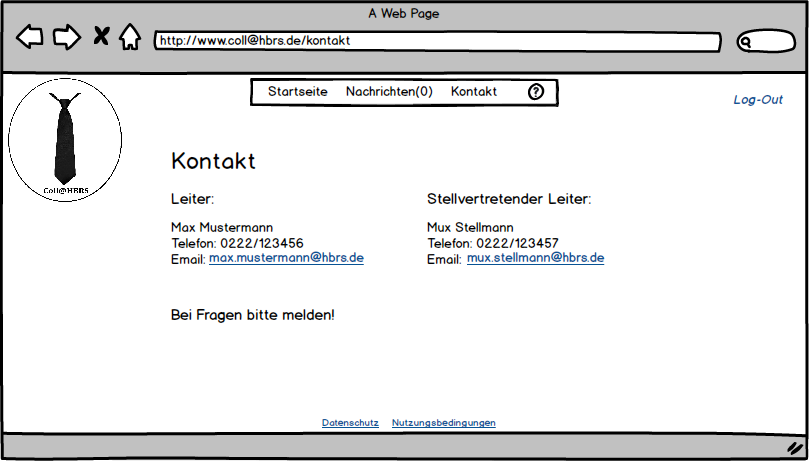 A Web Page
http://www.coll@hbrs.de/kontakt
Startseite Nachrichten(0) Kontakt ?
Log-Out
Coll@HBRS
Kontakt
Leiter:
Max Mustermann
Telefon: 0222/123456
Email: max.mustermann@hbrs.de
Stellvertretender Leiter:
Mux Stellmann
Telefon: 0222/123457
Email: mux.stellmann@hbrs.de
Bei Fragen bitte melden!
Datenschutz Nutzungsbedingungen